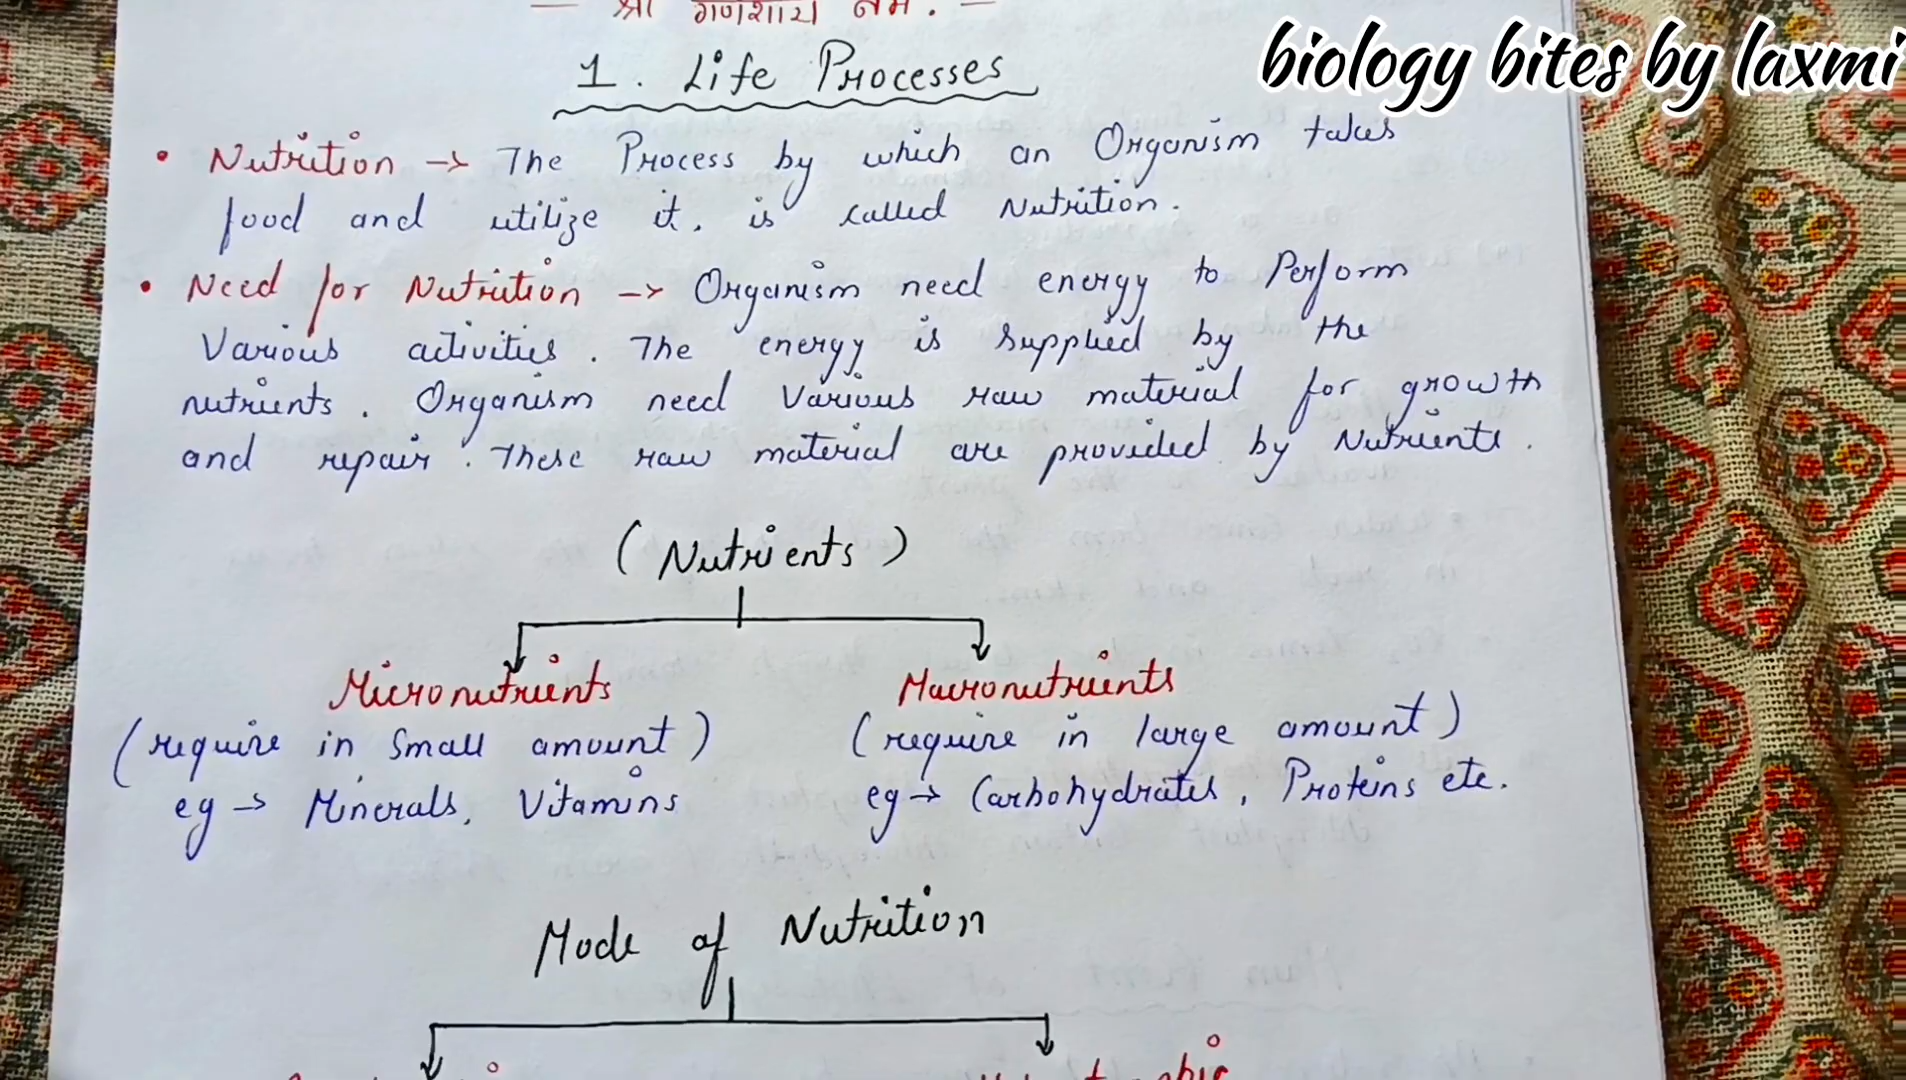 श्री गणेशाय नमः
biology bites by laxmi
1. Life Processes
• Nutrition -> The Process by which an Organism takes
food and utilize it. is called Nutrition.
• Need for Nutrition -> Organism need energy to Perform
Various activities. The energy is supplied by the
nutrients. Organism need Various raw material for growth
and repair. These raw material are provided by Nutrients.
(Nutrients)
Micronutrients Macronutrients
(require in small amount) (require in large amount)
eg -> Minerals, Vitamins eg -> Carbohydrates, Proteins etc.
Mode of Nutrition